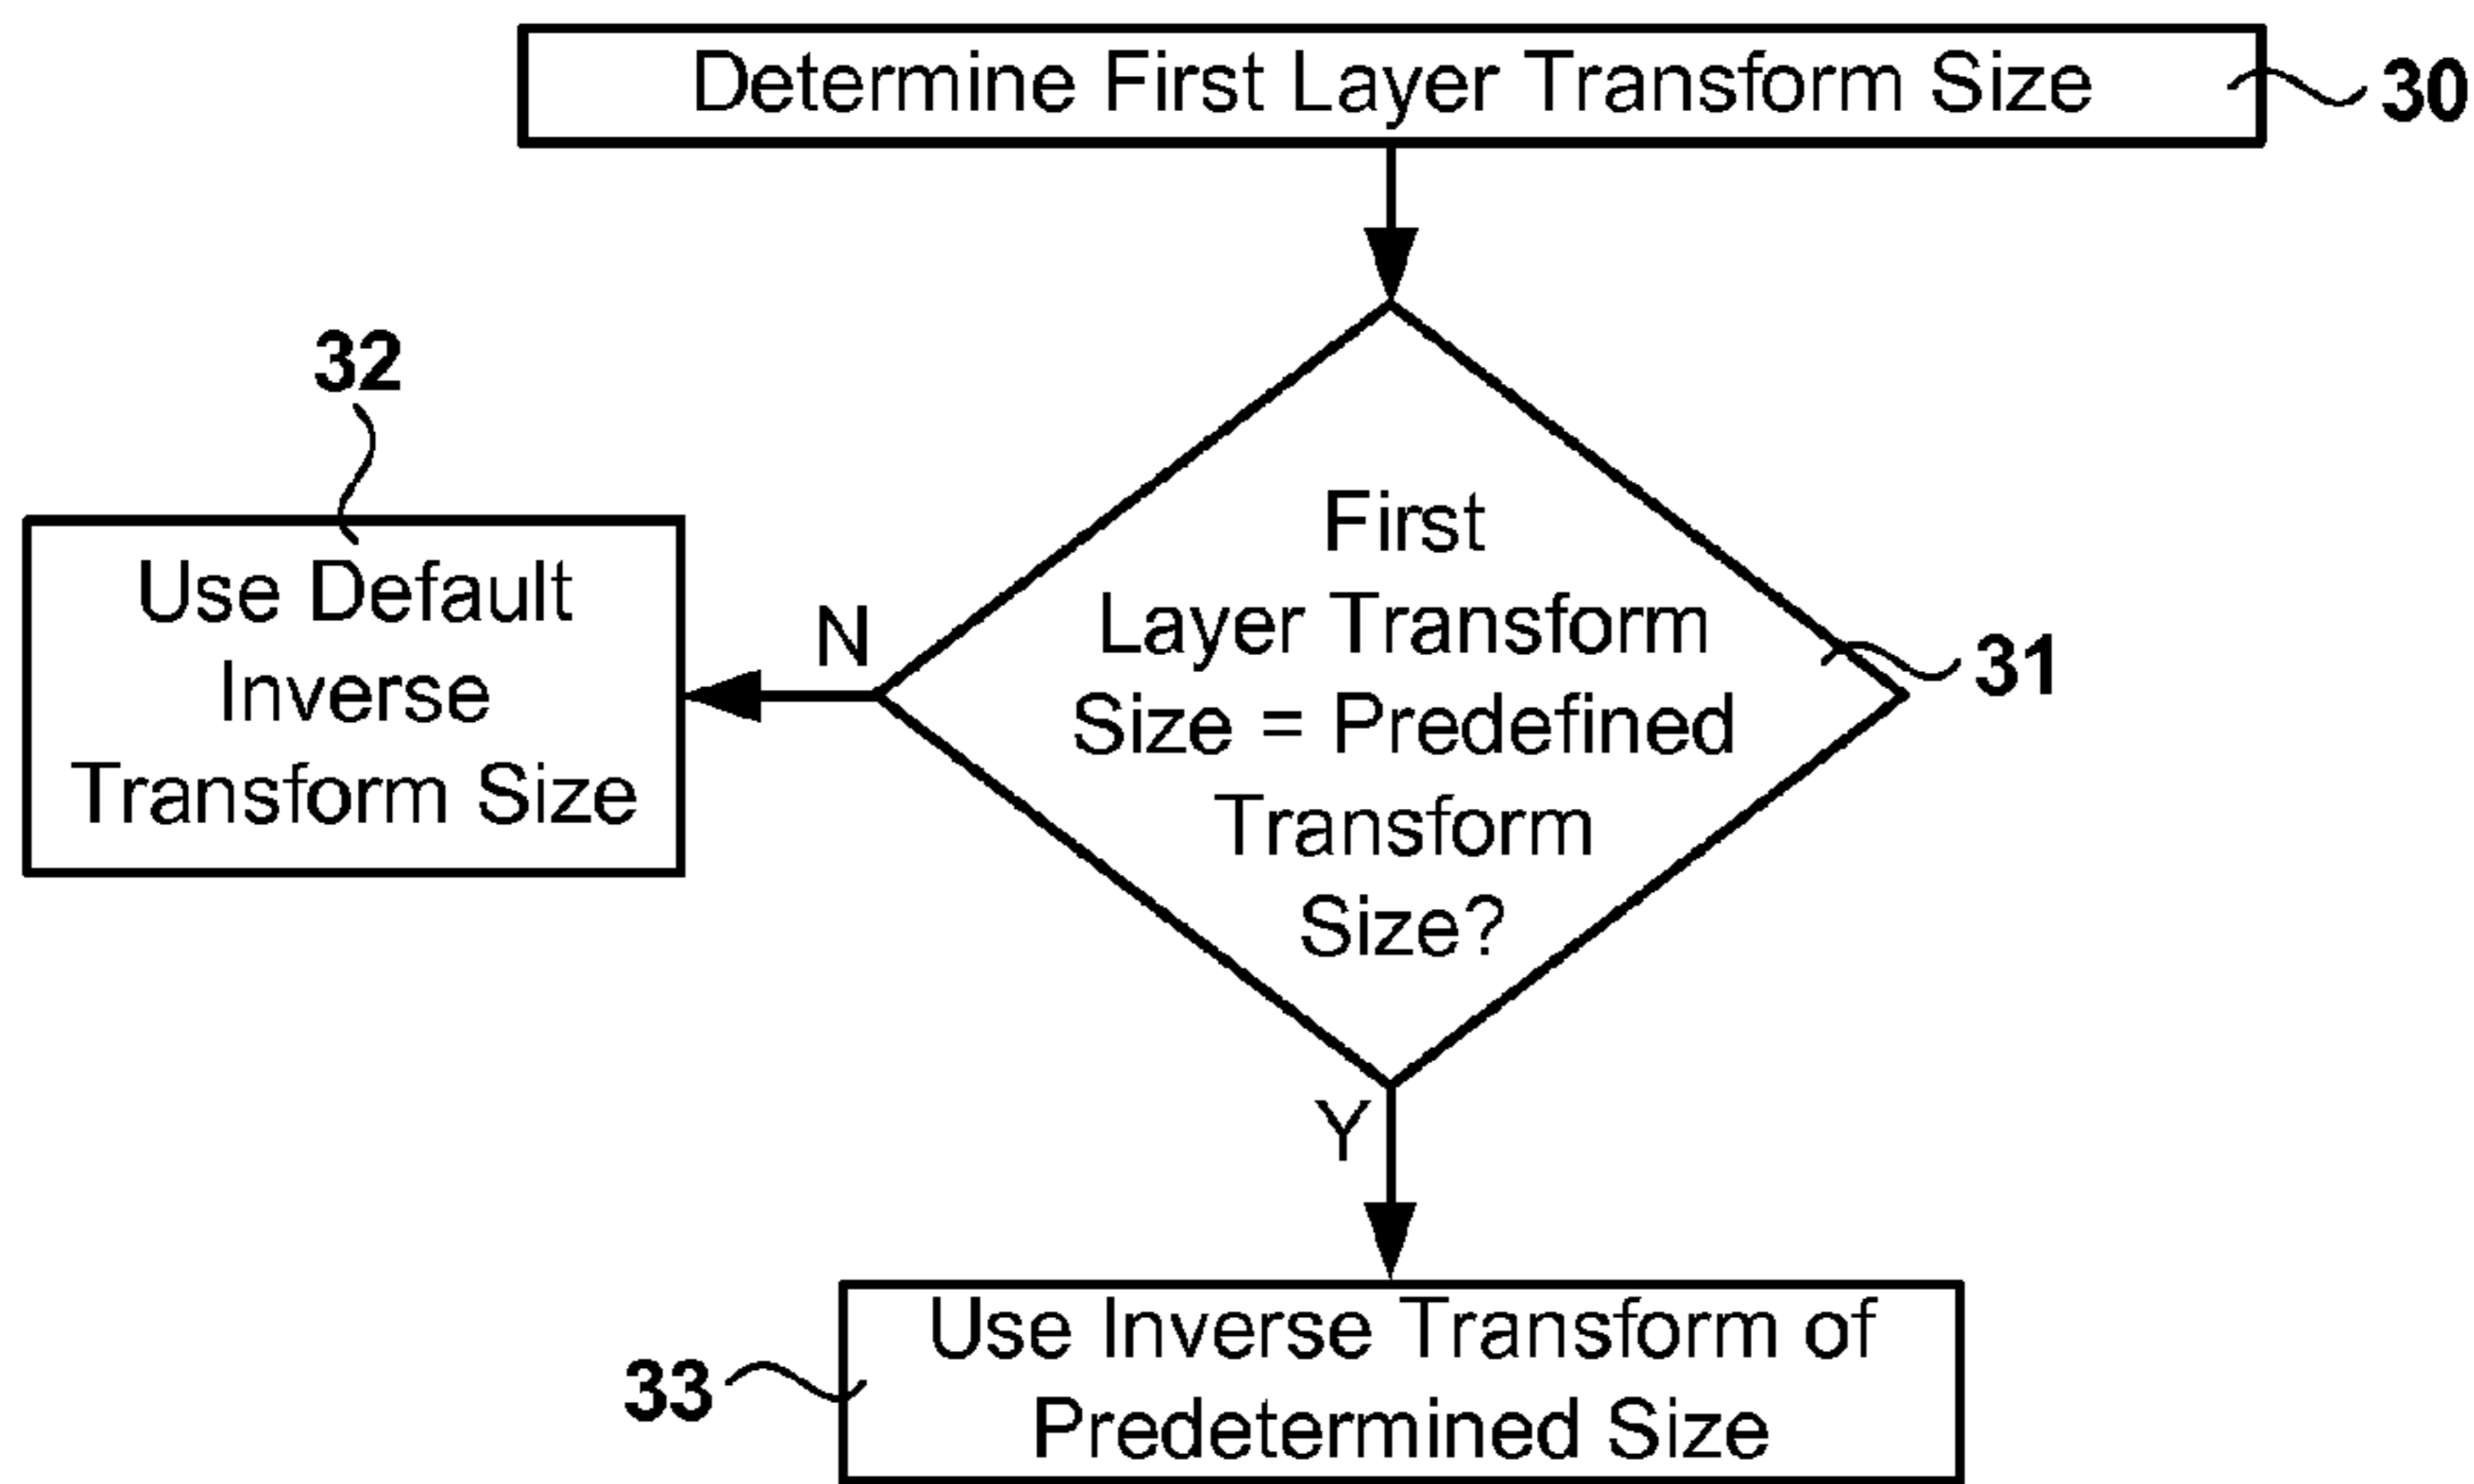 Determine First Layer Transform Size
30
32
First
Layer Transform
Size = Predefined
Transform
Size?
31
N
Use Default
Inverse
Transform Size
Y
Use Inverse Transform of
Predetermined Size
33